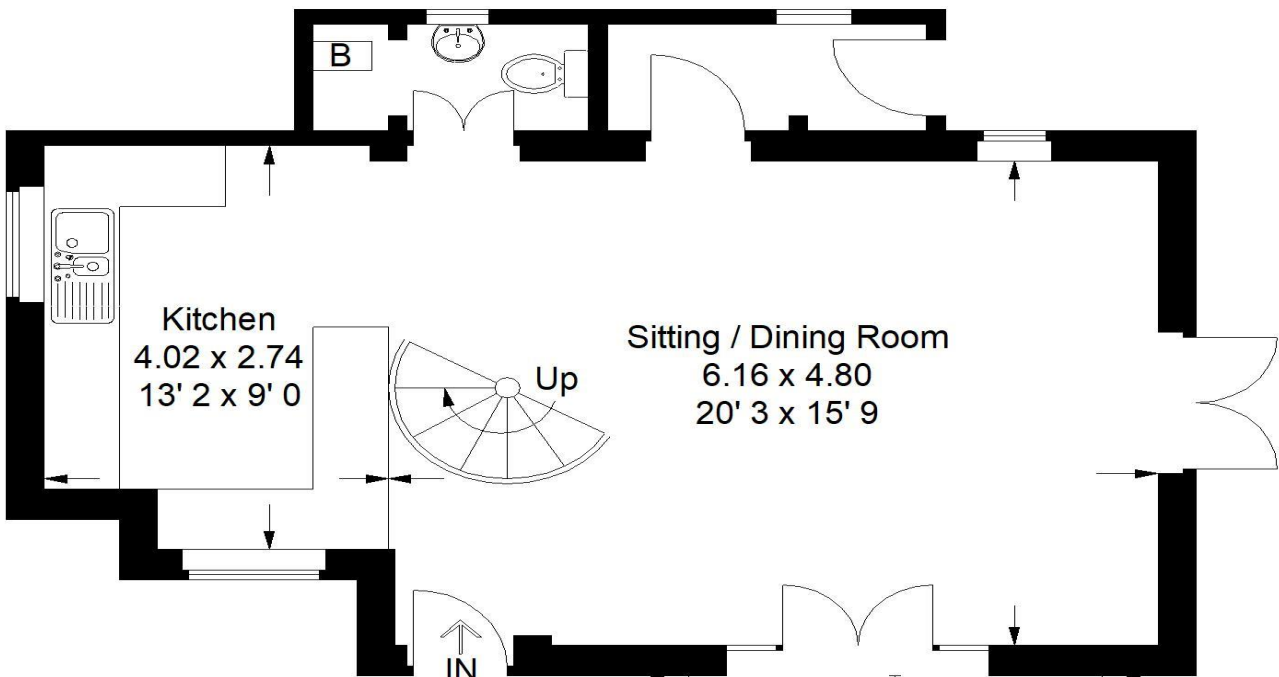 B
Kitchen
4.02 x 2.74
13' 2 x 9' 0
Up
Sitting / Dining Room
6.16 x 4.80
20' 3 x 15' 9
IN